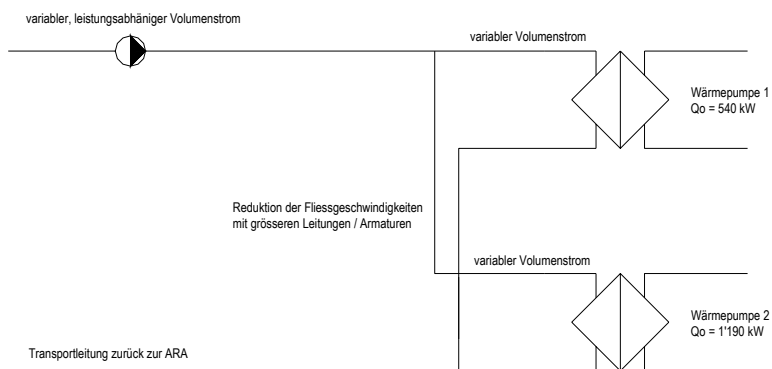 variabler, leistungsabhäniger Volumenstrom
variabler Volumenstrom
Wärmepumpe 1
Qo = 540 kW
Reduktion der Fliessgeschwindigkeiten
mit grösseren Leitungen / Armaturen
variabler Volumenstrom
Wärmepumpe 2
Qo = 1'190 kW
Transportleitung zurück zur ARA